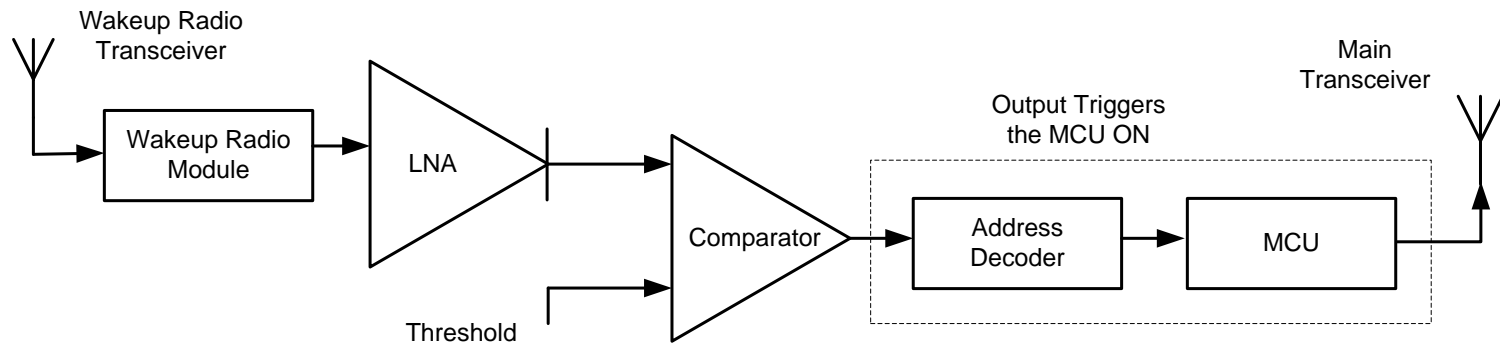 Wakeup Radio
Transceiver
Wakeup Radio
Module
LNA
Threshold
Comparator
Output Triggers
the MCU ON
Address
Decoder
MCU
Main
Transceiver